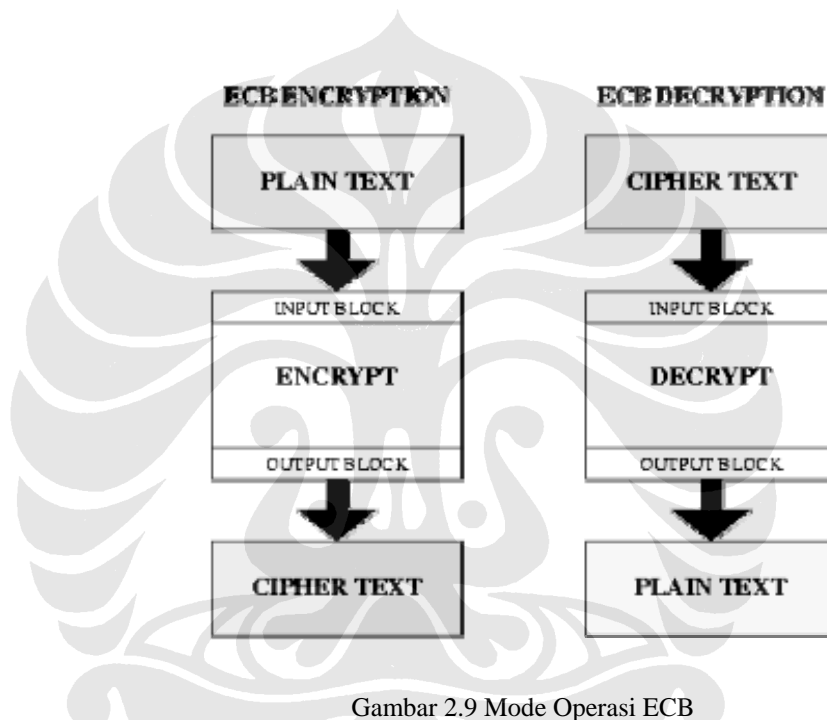 ECB ENCRYPTION
PLAIN TEXT
INPUT BLOCK
ENCRYPT
OUTPUT BLOCK
CIPHER TEXT
ECB DECRYPTION
CIPHER TEXT
INPUT BLOCK
DECRYPT
OUTPUT BLOCK
PLAIN TEXT
Gambar 2.9 Mode Operasi ECB